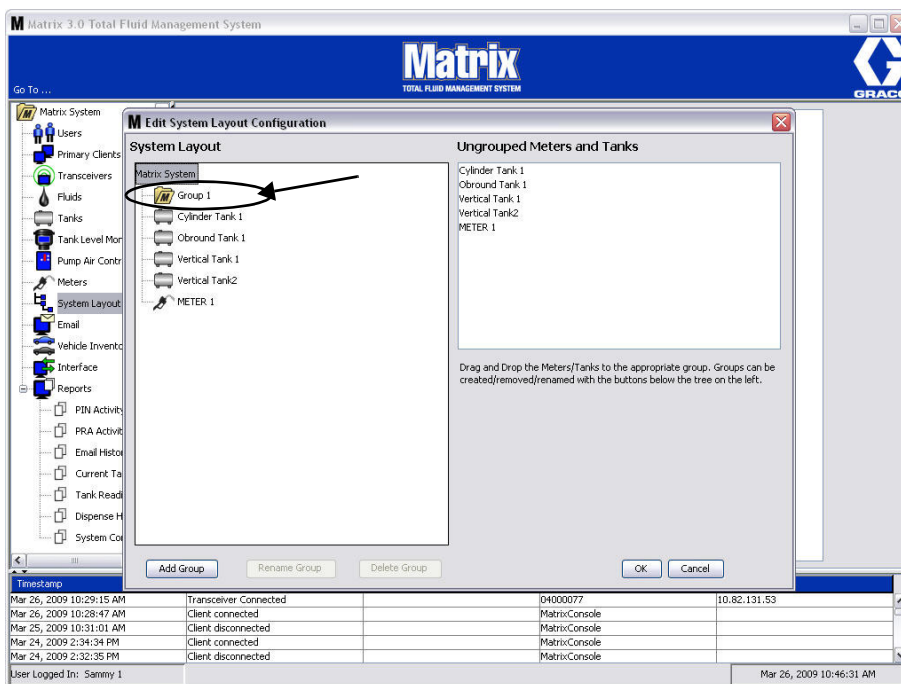 Matrix 3.0 Total Fluid Management System
Matrix
TOTAL FLUID MANAGEMENT SYSTEM
GRACO
Go To ...
Matrix System
Users
Primary Clients
Transceivers
Fluids
Tanks
Tank Level Mor
Pump Air Contr
Meters
System Layout
Email
Vehicle Invento
Interface
Reports
PIN Activity
PRA Activit
Email Histo
Current Ta
Tank Readi
Dispense H
System Co
Edit System Layout Configuration
System Layout
Matrix System
Group 1
Cylinder Tank 1
Obround Tank 1
Vertical Tank 1
Vertical Tank2
METER 1
Ungrouped Meters and Tanks
Cylinder Tank 1
Obround Tank 1
Vertical Tank 1
Vertical Tank2
METER 1
Drag and Drop the Meters/Tanks to the appropriate group. Groups can be
created/removed/renamed with the buttons below the tree on the left.
Add Group Rename Group Delete Group OK Cancel
Timestamp
Mar 26, 2009 10:29:15 AM Transceiver Connected 04000077 10.82.131.53
Mar 26, 2009 10:28:47 AM Client connected MatrixConsole
Mar 25, 2009 10:31:01 AM Client disconnected MatrixConsole
Mar 24, 2009 2:34:34 PM Client connected MatrixConsole
Mar 24, 2009 2:32:35 PM Client disconnected MatrixConsole
User Logged In: Sammy 1 Mar 26, 2009 10:46:31 AM